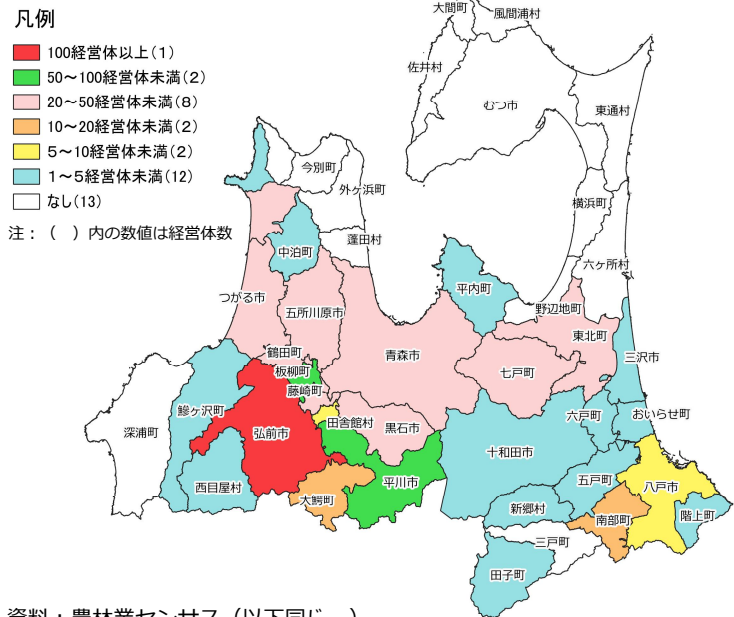 凡例
100経営体以上(1)
50～100経営体未満(2)
20～50経営体未満(8)
10～20経営体未満(2)
5～10経営体未満(2)
1～5経営体未満(12)
なし(13)
注：（　）内の数値は経営体数
大間町
風間浦村
佐井村
むつ市
東通村
今別町
外ヶ浜町
横浜町
蓬田村
中泊町
六ヶ所村
平内町
つがる市
五所川原市
野辺地町
東北町
鶴田町
青森市
三沢市
板柳町
七戸町
藤崎町
鰺ヶ沢町
田舎館村
黒石市
六戸町
おいらせ町
深浦町
弘前市
十和田市
西目屋村
平川市
五戸町
八戸市
大鰐町
新郷村
南部町
階上町
三戸町
田子町